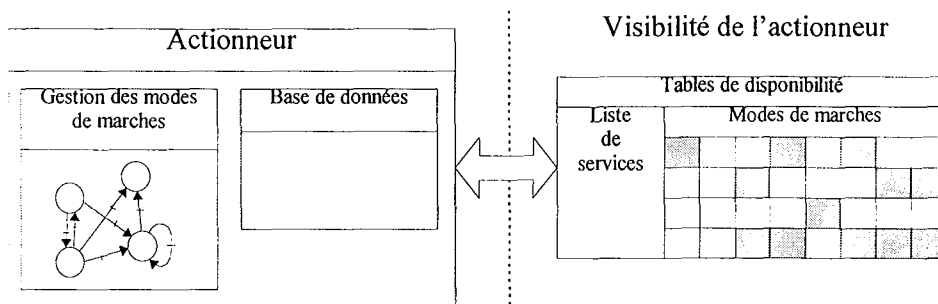 Actionneur
Visibilité de l'actionneur
Gestion des modes
de marches
Base de données
Tables de disponibilité
Liste
de
services
Modes de marches